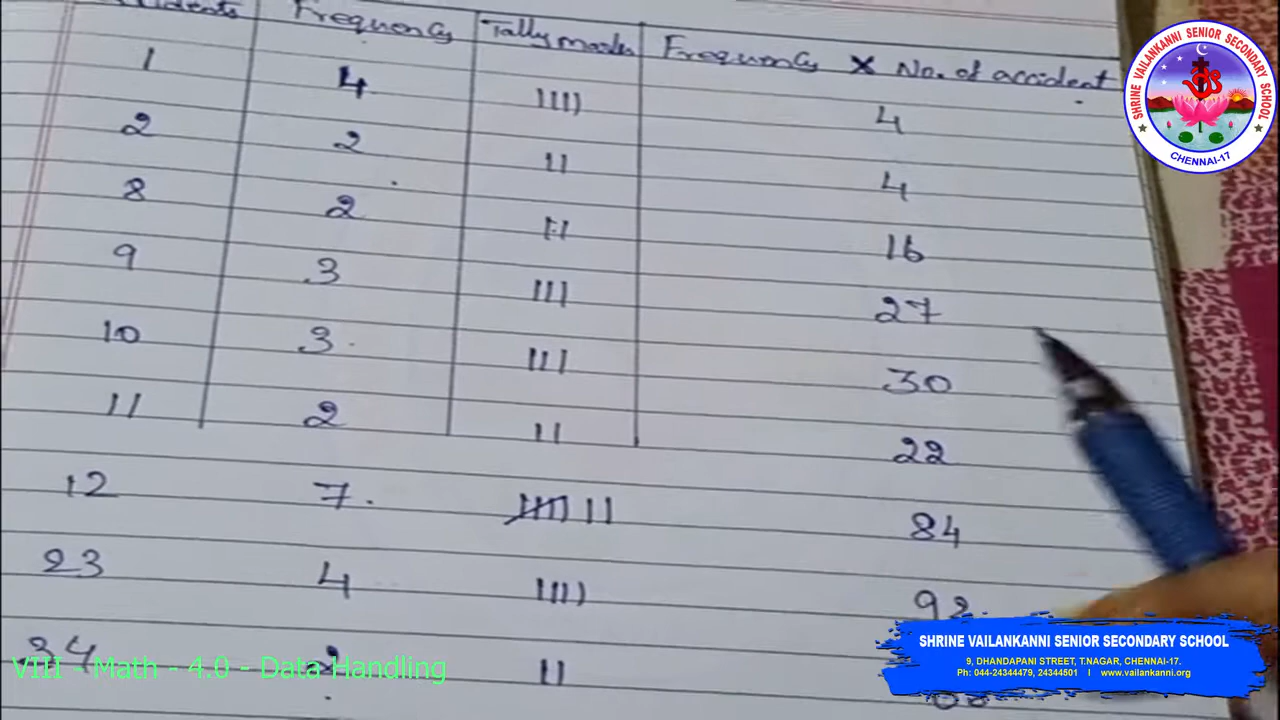 Frequency Tally marks Frequency X No. of accident
1 4 |||| 4
2 2 || 4
8 2 || 16
9 3 ||| 27
10 3 ||| 30
11 2 || 22
12 7 |||| || 84
23 4 |||| 92
34 2 ||
SHRINE VAILANKANNI SENIOR SECONDARY SCHOOL
CHENNAI-17
VIII - Math - 4.0 - Data Handling
SHRINE VAILANKANNI SENIOR SECONDARY SCHOOL
9, DHANDAPANI STREET, T.NAGAR, CHENNAI-17.
Ph: 044-24344479, 24344501 I www.vailankanni.org